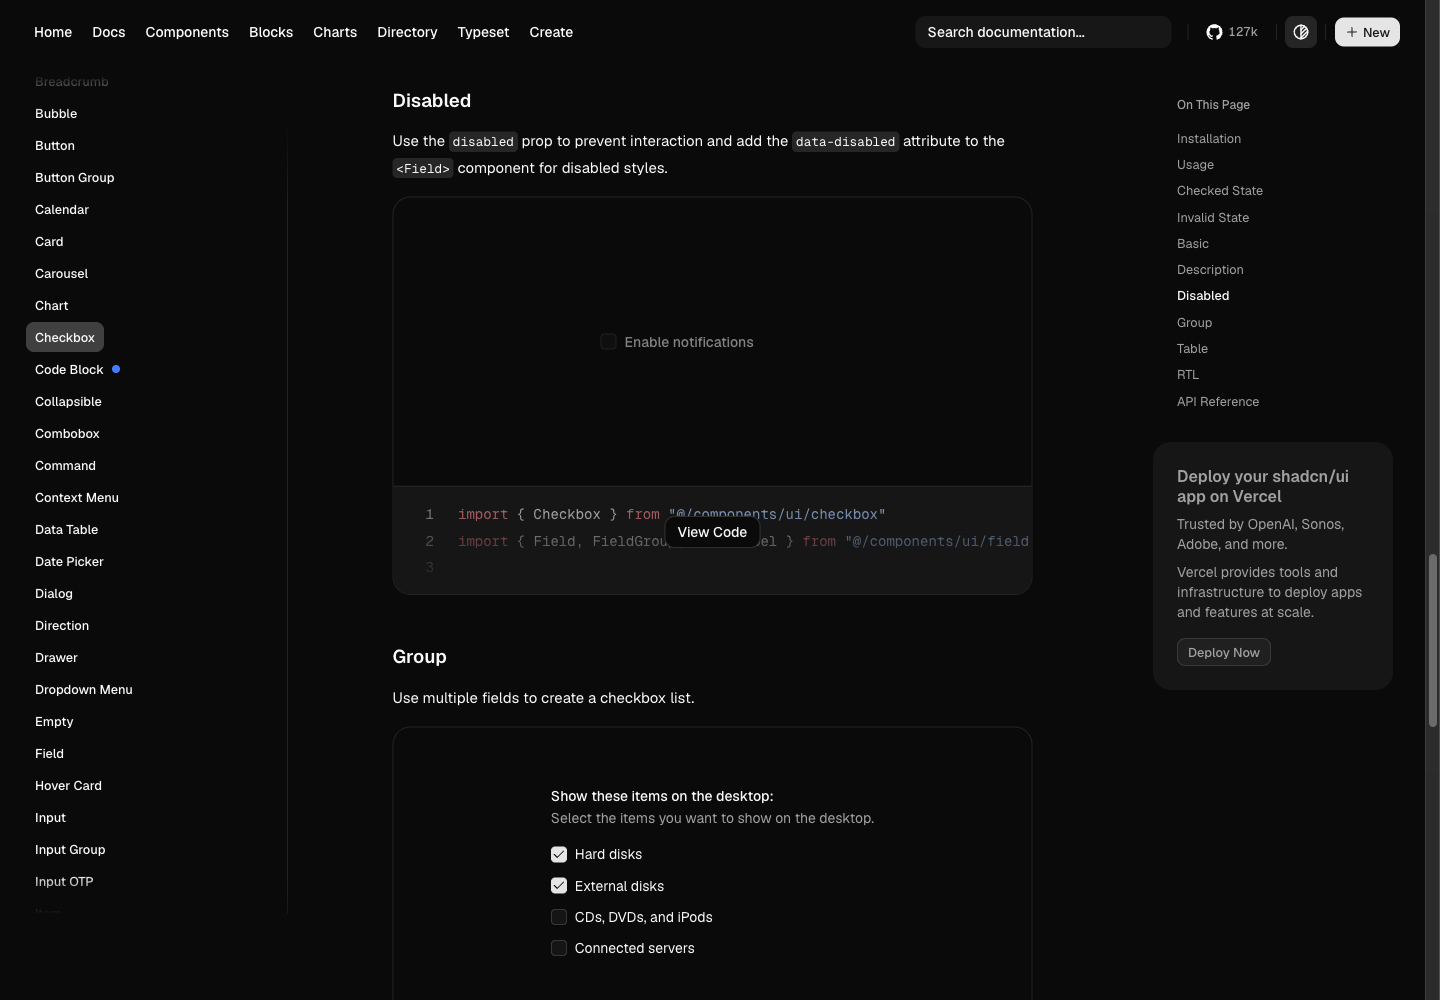 Home Docs Components Blocks Charts Directory Typeset Create Search documentation... 127k New
Breadcrumb
Bubble
Button
Button Group
Calendar
Card
Carousel
Chart
Checkbox
Code Block
Collapsible
Combobox
Command
Context Menu
Data Table
Date Picker
Dialog
Direction
Drawer
Dropdown Menu
Empty
Field
Hover Card
Input
Input Group
Input OTP
Disabled
Use the disabled prop to prevent interaction and add the data-disabled attribute to the
<Field> component for disabled styles.
Enable notifications
1 import { Checkbox } from "@/components/ui/checkbox"
View Code
2 import { Field, FieldGrou el } from "@/components/ui/field
3
Group
Use multiple fields to create a checkbox list.
Show these items on the desktop:
Select the items you want to show on the desktop.
Hard disks
External disks
CDs, DVDs, and iPods
Connected servers
On This Page
Installation
Usage
Checked State
Invalid State
Basic
Description
Disabled
Group
Table
RTL
API Reference
Deploy your shadcn/ui
app on Vercel
Trusted by OpenAI, Sonos,
Adobe, and more.
Vercel provides tools and
infrastructure to deploy apps
and features at scale.
Deploy Now